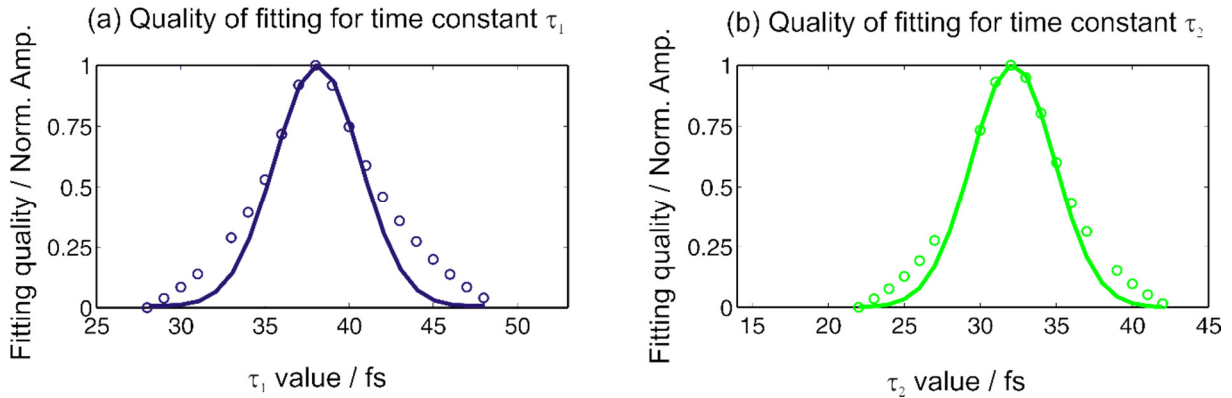 (a) Quality of fitting for time constant τ₁
Fitting quality / Norm. Amp.
1
0.75
0.5
0.25
0
25 30 35 40 45 50
τ₁ value / fs
(b) Quality of fitting for time constant τ₂
Fitting quality / Norm. Amp.
1
0.75
0.5
0.25
0
15 20 25 30 35 40 45
τ₂ value / fs